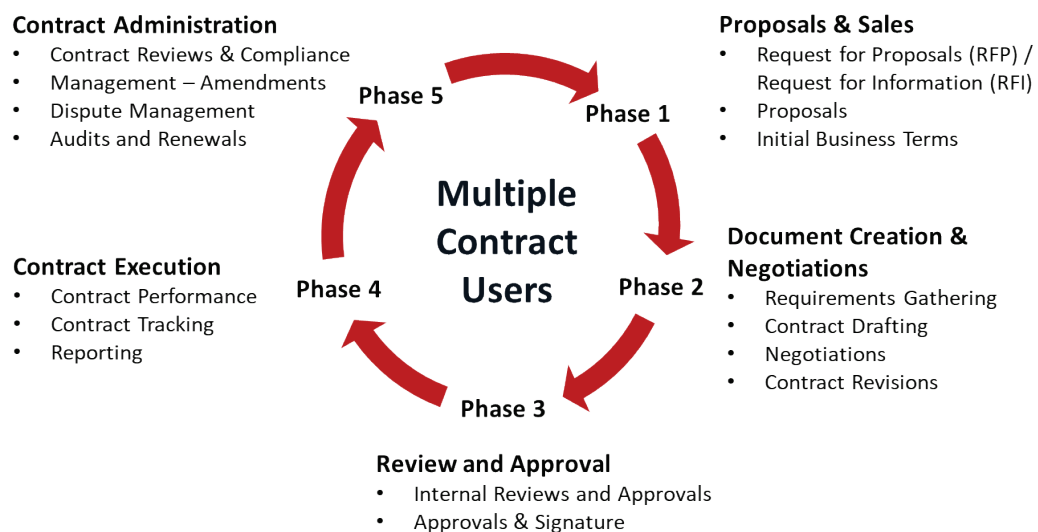 Contract Administration
• Contract Reviews & Compliance
• Management – Amendments
• Dispute Management
• Audits and Renewals
Proposals & Sales
• Request for Proposals (RFP) /
Request for Information (RFI)
• Proposals
• Initial Business Terms
Phase 5
Phase 1
Multiple
Contract
Users
Document Creation &
Negotiations
• Requirements Gathering
• Contract Drafting
• Negotiations
• Contract Revisions
Contract Execution
• Contract Performance
• Contract Tracking
• Reporting
Phase 4
Phase 2
Phase 3
Review and Approval
• Internal Reviews and Approvals
• Approvals & Signature